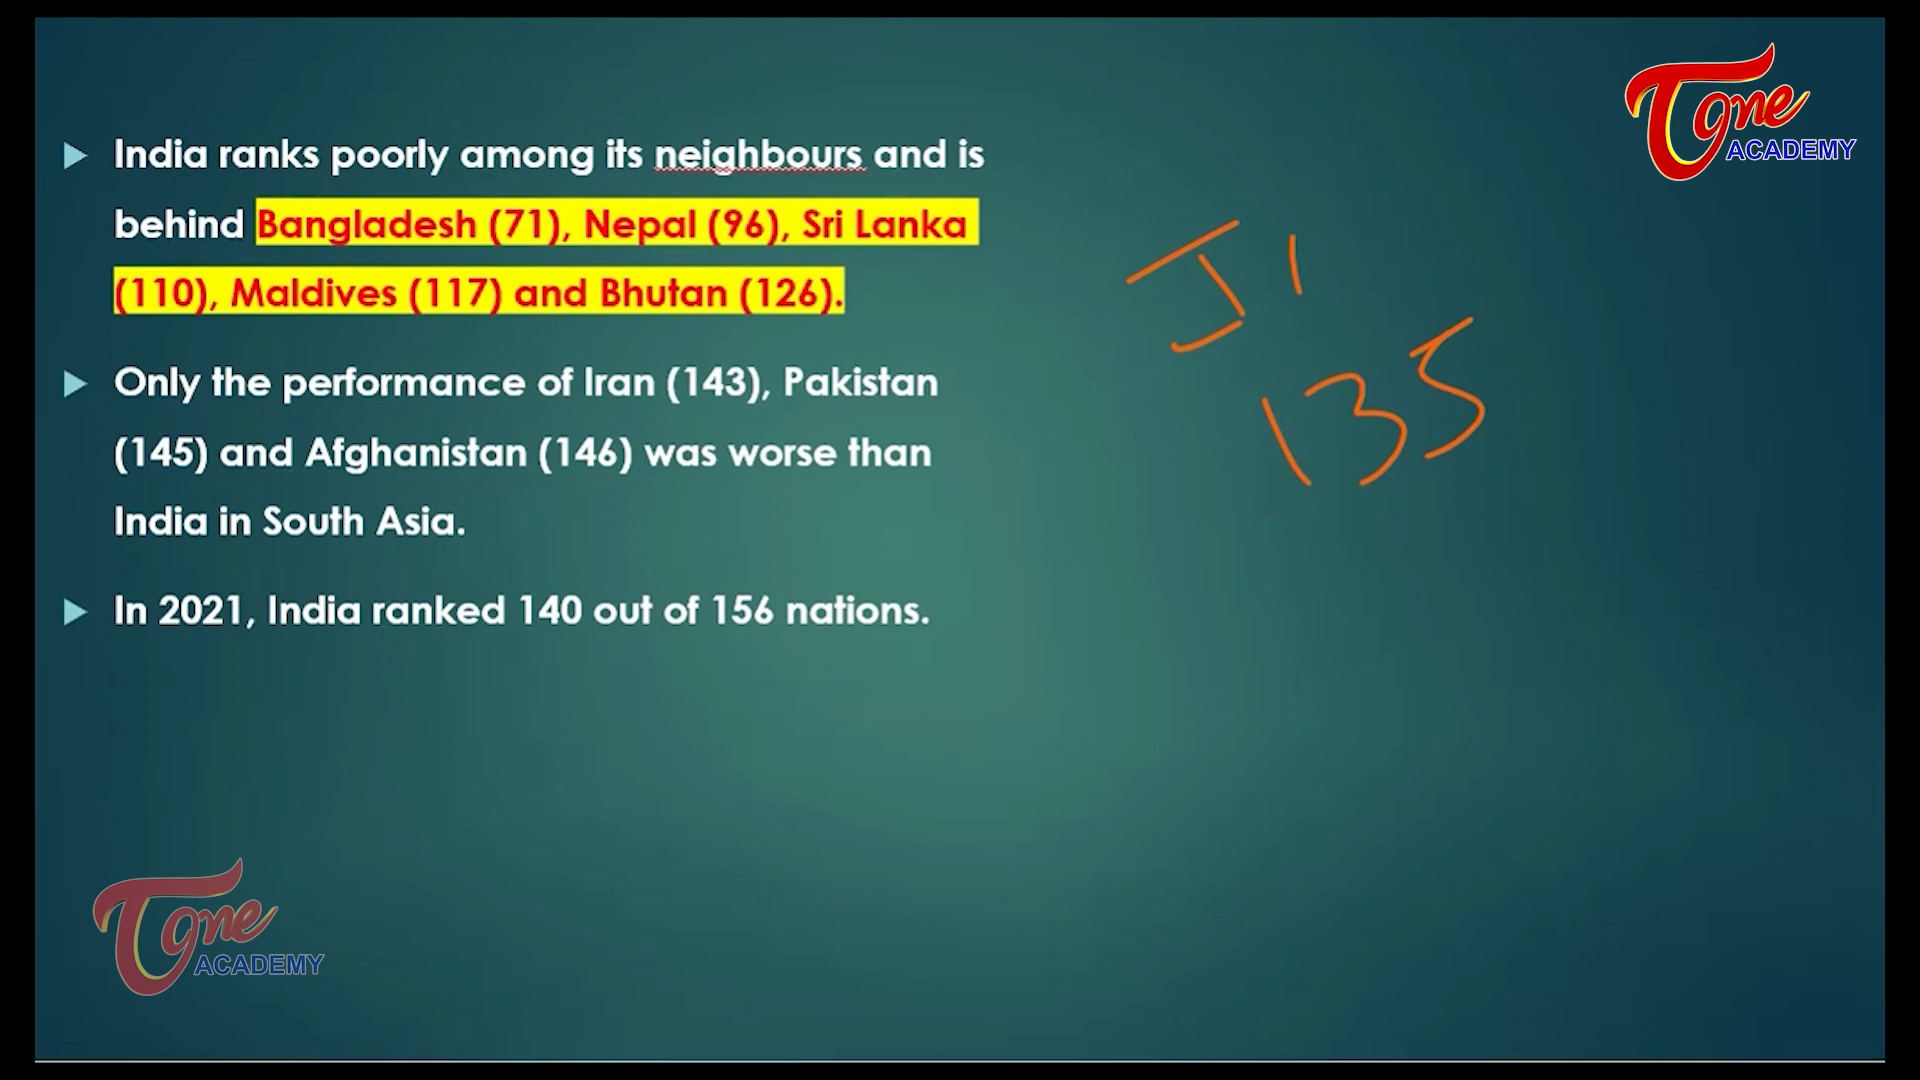 India ranks poorly among its neighbours and is
behind Bangladesh (71), Nepal (96), Sri Lanka
(110), Maldives (117) and Bhutan (126).
Only the performance of Iran (143), Pakistan
(145) and Afghanistan (146) was worse than
India in South Asia.
In 2021, India ranked 140 out of 156 nations.
135
Tone
ACADEMY
Tone
ACADEMY